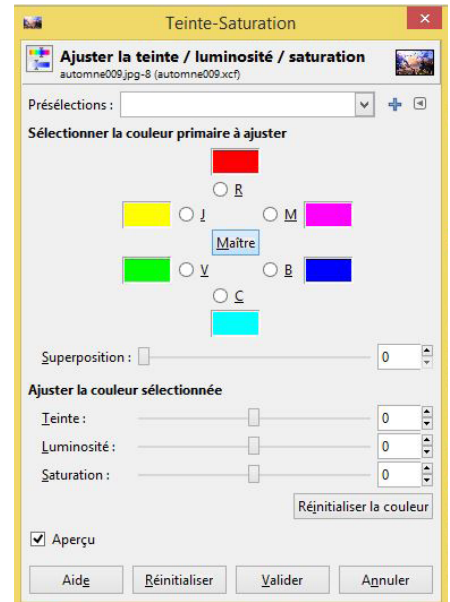 Teinte-Saturation
Ajuster la teinte / luminosité / saturation
automne009.jpg-8 (automne009.xcf)
Présélections :
Sélectionner la couleur primaire à ajuster
R
J M
Maître
V B
C
Superposition : 0
Ajuster la couleur sélectionnée
Teinte : 0
Luminosité : 0
Saturation : 0
Réinitialiser la couleur
Aperçu
Aide Réinitialiser Valider Annuler